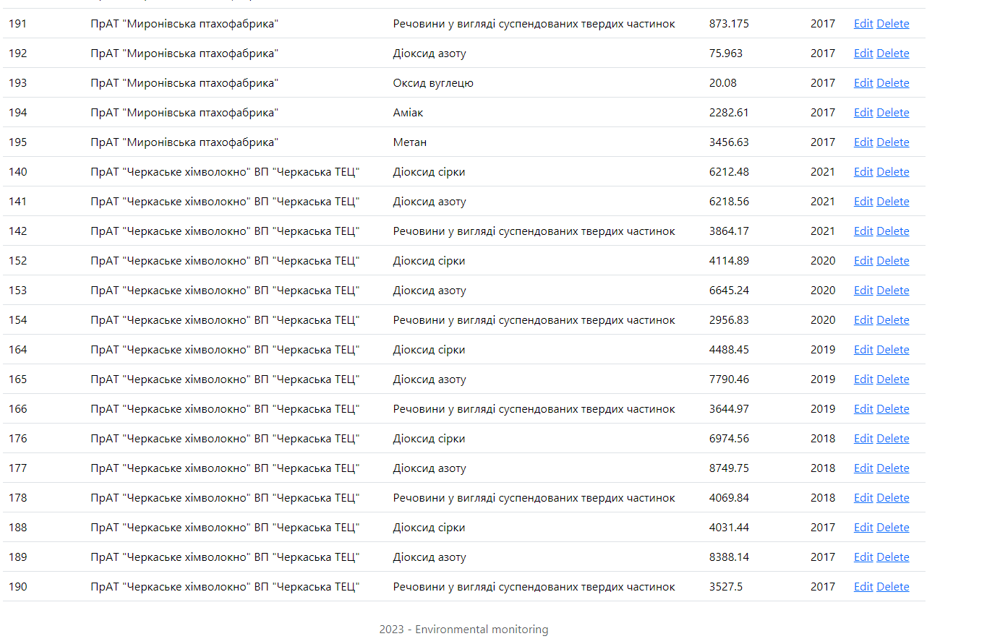 191 ПрАТ "Миронівська птахофабрика" Речовини у вигляді суспендованих твердих частинок 873.175 2017 Edit Delete
192 ПрАТ "Миронівська птахофабрика" Діоксид азоту 75.963 2017 Edit Delete
193 ПрАТ "Миронівська птахофабрика" Оксид вуглецю 20.08 2017 Edit Delete
194 ПрАТ "Миронівська птахофабрика" Аміак 2282.61 2017 Edit Delete
195 ПрАТ "Миронівська птахофабрика" Метан 3456.63 2017 Edit Delete
140 ПрАТ "Черкаське хімволокно" ВП "Черкаська ТЕЦ" Діоксид сірки 6212.48 2021 Edit Delete
141 ПрАТ "Черкаське хімволокно" ВП "Черкаська ТЕЦ" Діоксид азоту 6218.56 2021 Edit Delete
142 ПрАТ "Черкаське хімволокно" ВП "Черкаська ТЕЦ" Речовини у вигляді суспендованих твердих частинок 3864.17 2021 Edit Delete
152 ПрАТ "Черкаське хімволокно" ВП "Черкаська ТЕЦ" Діоксид сірки 4114.89 2020 Edit Delete
153 ПрАТ "Черкаське хімволокно" ВП "Черкаська ТЕЦ" Діоксид азоту 6645.24 2020 Edit Delete
154 ПрАТ "Черкаське хімволокно" ВП "Черкаська ТЕЦ" Речовини у вигляді суспендованих твердих частинок 2956.83 2020 Edit Delete
164 ПрАТ "Черкаське хімволокно" ВП "Черкаська ТЕЦ" Діоксид сірки 4488.45 2019 Edit Delete
165 ПрАТ "Черкаське хімволокно" ВП "Черкаська ТЕЦ" Діоксид азоту 7790.46 2019 Edit Delete
166 ПрАТ "Черкаське хімволокно" ВП "Черкаська ТЕЦ" Речовини у вигляді суспендованих твердих частинок 3644.97 2019 Edit Delete
176 ПрАТ "Черкаське хімволокно" ВП "Черкаська ТЕЦ" Діоксид сірки 6974.56 2018 Edit Delete
177 ПрАТ "Черкаське хімволокно" ВП "Черкаська ТЕЦ" Діоксид азоту 8749.75 2018 Edit Delete
178 ПрАТ "Черкаське хімволокно" ВП "Черкаська ТЕЦ" Речовини у вигляді суспендованих твердих частинок 4069.84 2018 Edit Delete
188 ПрАТ "Черкаське хімволокно" ВП "Черкаська ТЕЦ" Діоксид сірки 4031.44 2017 Edit Delete
189 ПрАТ "Черкаське хімволокно" ВП "Черкаська ТЕЦ" Діоксид азоту 8388.14 2017 Edit Delete
190 ПрАТ "Черкаське хімволокно" ВП "Черкаська ТЕЦ" Речовини у вигляді суспендованих твердих частинок 3527.5 2017 Edit Delete
2023 - Environmental monitoring